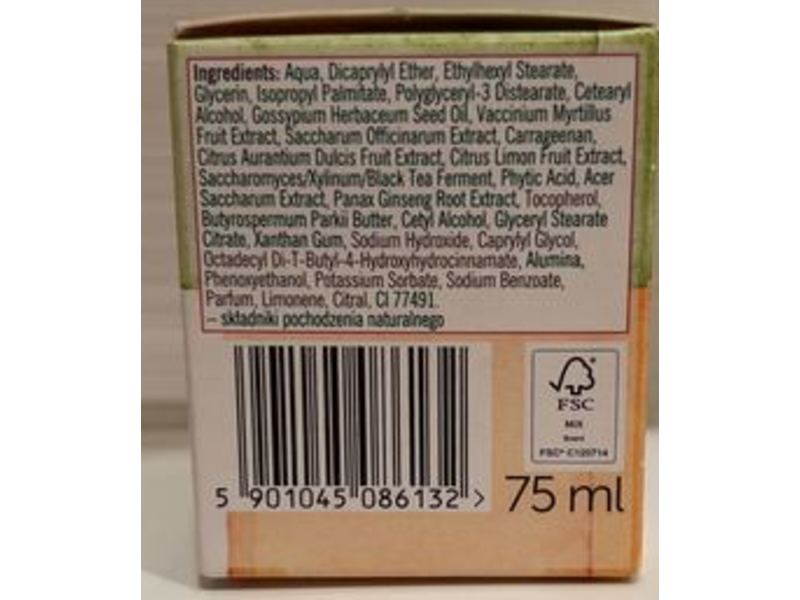 Ingredients: Aqua, Dicaprylyl Ether, Ethylhexyl Stearate,
Glycerin, Isopropyl Palmitate, Polyglyceryl-3 Distearate, Cetearyl
Alcohol, Gossypium Herbaceum Seed Oil, Vaccinium Myrtillus
Fruit Extract, Saccharum Officinarum Extract, Carrageenan,
Citrus Aurantium Dulcis Fruit Extract, Citrus Limon Fruit Extract,
Saccharomyces/Xylinum/Black Tea Ferment, Phytic Acid, Acer
Saccharum Extract, Panax Ginseng Root Extract, Tocopherol,
Butyrospermum Parkii Butter, Cetyl Alcohol, Glyceryl Stearate
Citrate, Xanthan Gum, Sodium Hydroxide, Caprylyl Glycol,
Octadecyl Di-T-Butyl-4-Hydroxyhydrocinnamate, Alumina,
Phenoxyethanol, Potassium Sorbate, Sodium Benzoate,
Parfum, Limonene, Citral, CI 77491.
– składniki pochodzenia naturalnego
FSC
MIX
Board
FSC® C120714
5 901045 086132 >
75 ml